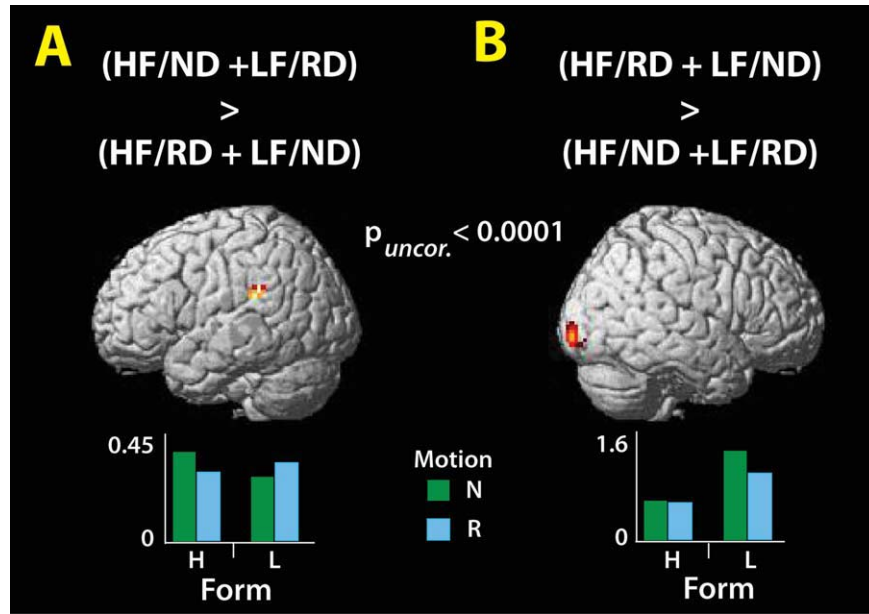 A
(HF/ND +LF/RD)
>
(HF/RD + LF/ND)
B
(HF/RD + LF/ND)
>
(HF/ND +LF/RD)
p uncor. < 0.0001
0.45
0
H
L
Form
Motion
N
R
1.6
0
H
L
Form